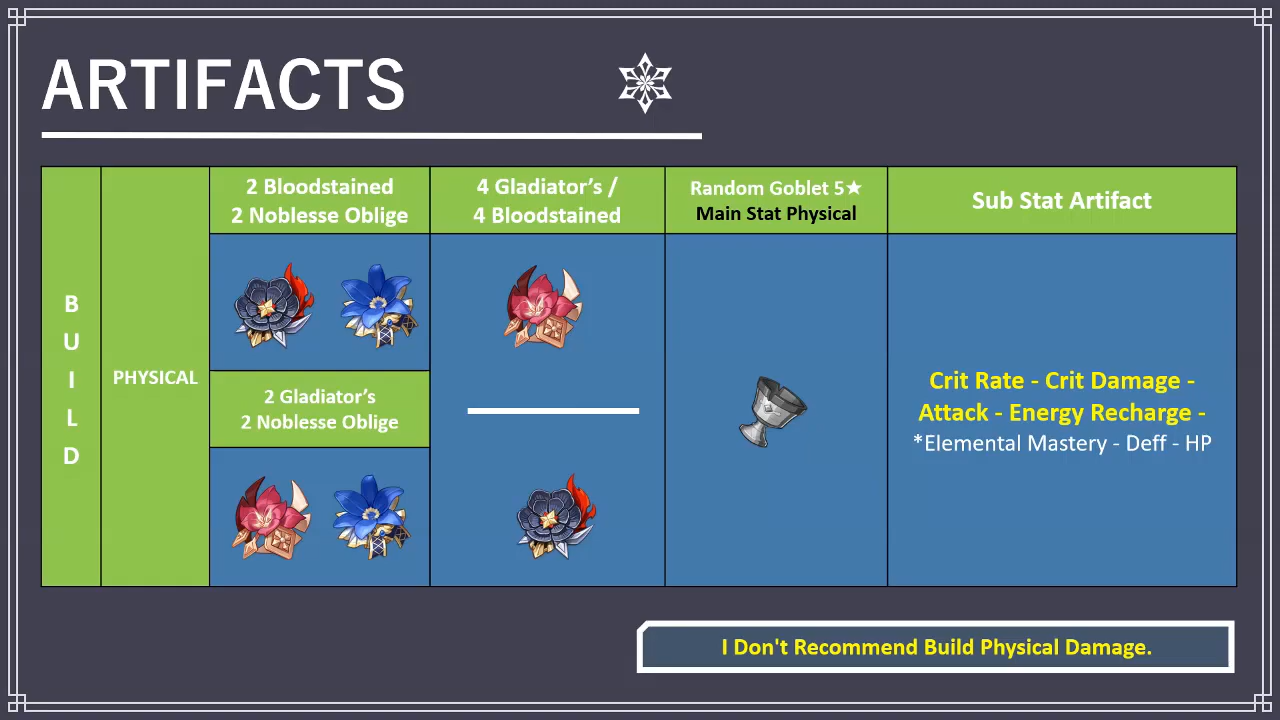 ARTIFACTS
B
U
I
L
D
PHYSICAL
2 Bloodstained
2 Noblesse Oblige
2 Gladiator's
2 Noblesse Oblige
4 Gladiator's /
4 Bloodstained
Random Goblet 5★
Main Stat Physical
Sub Stat Artifact
Crit Rate - Crit Damage -
Attack - Energy Recharge -
*Elemental Mastery - Deff - HP
I Don't Recommend Build Physical Damage.